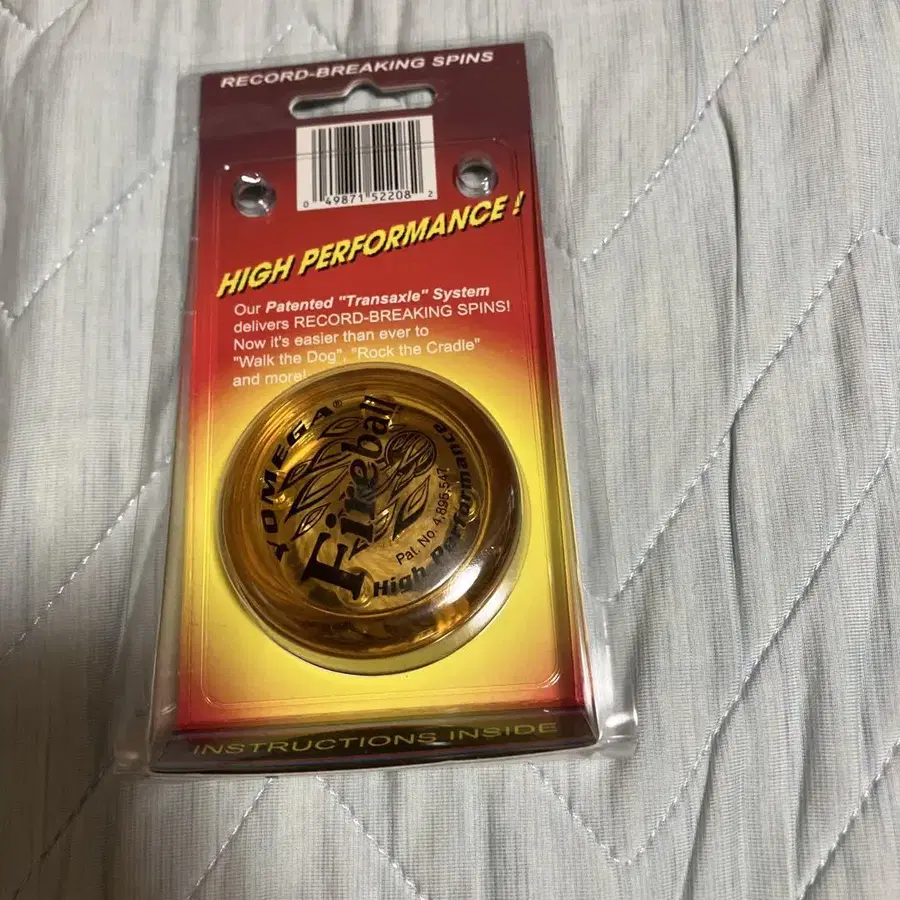 RECORD-BREAKING SPINS
0 49871 52208 2
HIGH PERFORMANCE!
Our Patented "Transaxle" System
delivers RECORD-BREAKING SPINS!
Now it's easier than ever to
"Walk the Dog", "Rock the Cradle"
and more!
YOMEGA®
Fireball
Pat. No. 4,895,547
High Performance
INSTRUCTIONS INSIDE